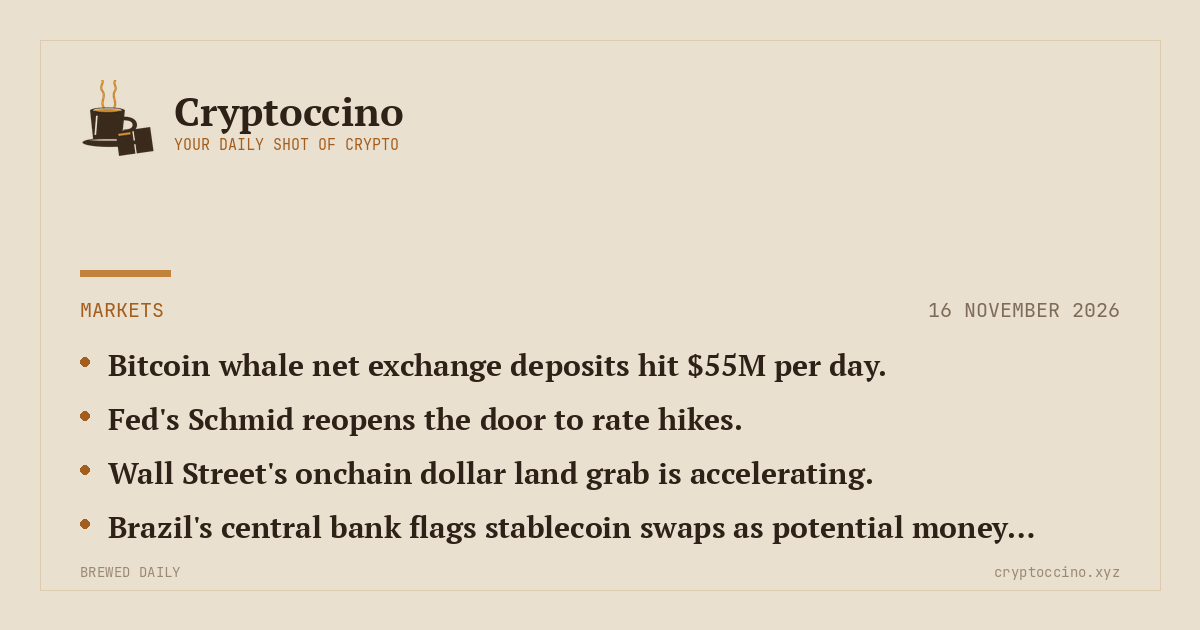 Cryptoccino
YOUR DAILY SHOT OF CRYPTO
MARKETS
16 NOVEMBER 2026
Bitcoin whale net exchange deposits hit $55M per day.
Fed's Schmid reopens the door to rate hikes.
Wall Street's onchain dollar land grab is accelerating.
Brazil's central bank flags stablecoin swaps as potential money...
BREWED DAILY
cryptoccino.xyz